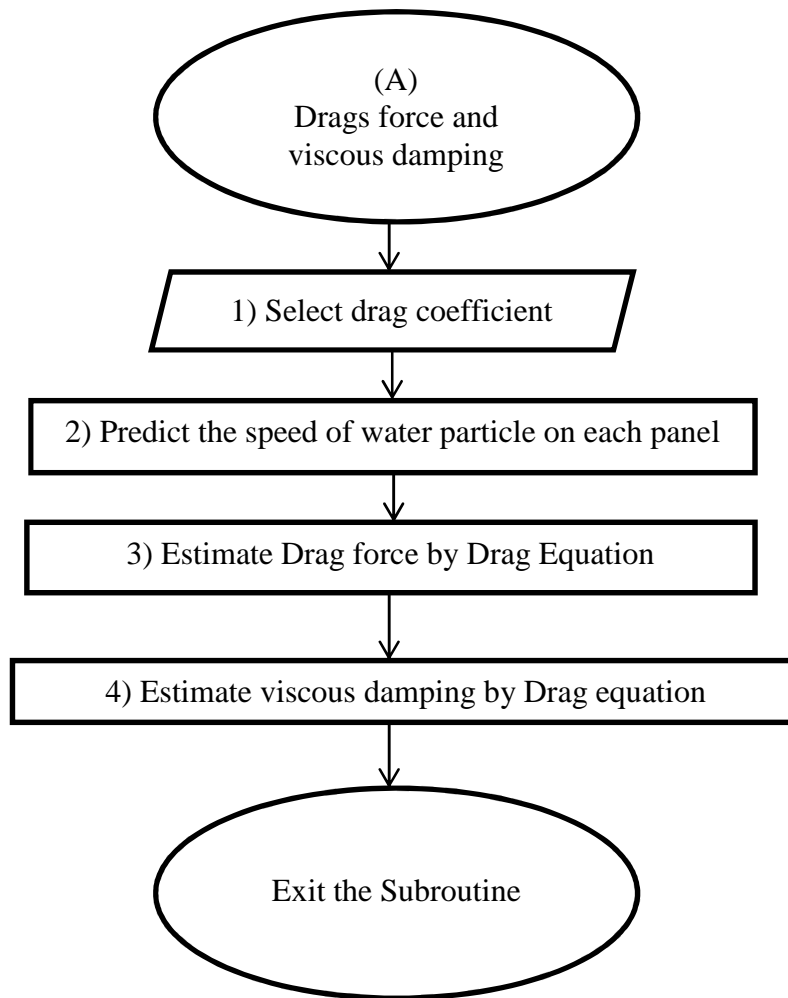 (A)
Drags force and
viscous damping
1) Select drag coefficient
2) Predict the speed of water particle on each panel
3) Estimate Drag force by Drag Equation
4) Estimate viscous damping by Drag equation
Exit the Subroutine